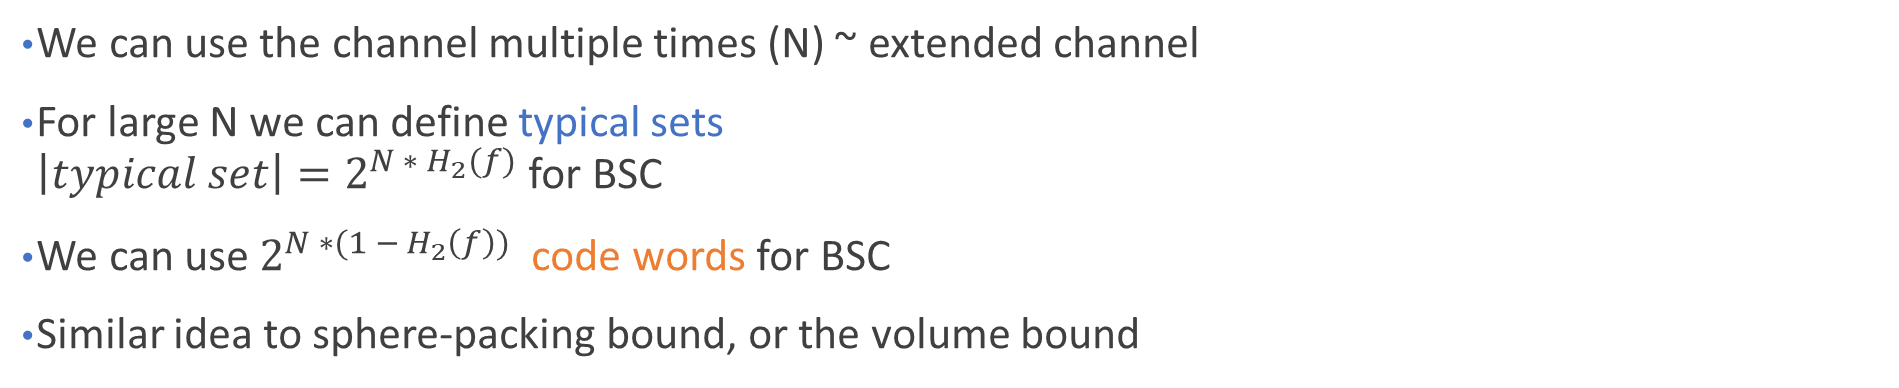 •We can use the channel multiple times (N) ~ extended channel
•For large N we can define typical sets
|typical set| = 2^{N * H_2(f)} for BSC
•We can use 2^{N *(1 − H_2(f))} code words for BSC
•Similar idea to sphere-packing bound, or the volume bound